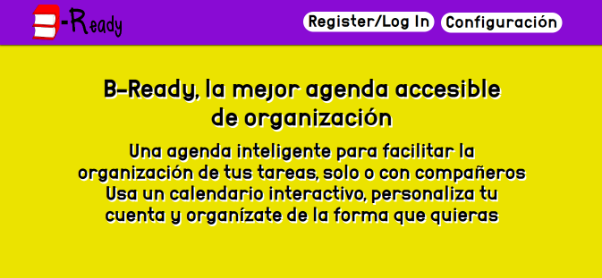 B-Ready
Register/Log In
Configuración
B-Ready, la mejor agenda accesible
de organización
Una agenda inteligente para facilitar la
organización de tus tareas, solo o con compañeros
Usa un calendario interactivo, personaliza tu
cuenta y organízate de la forma que quieras